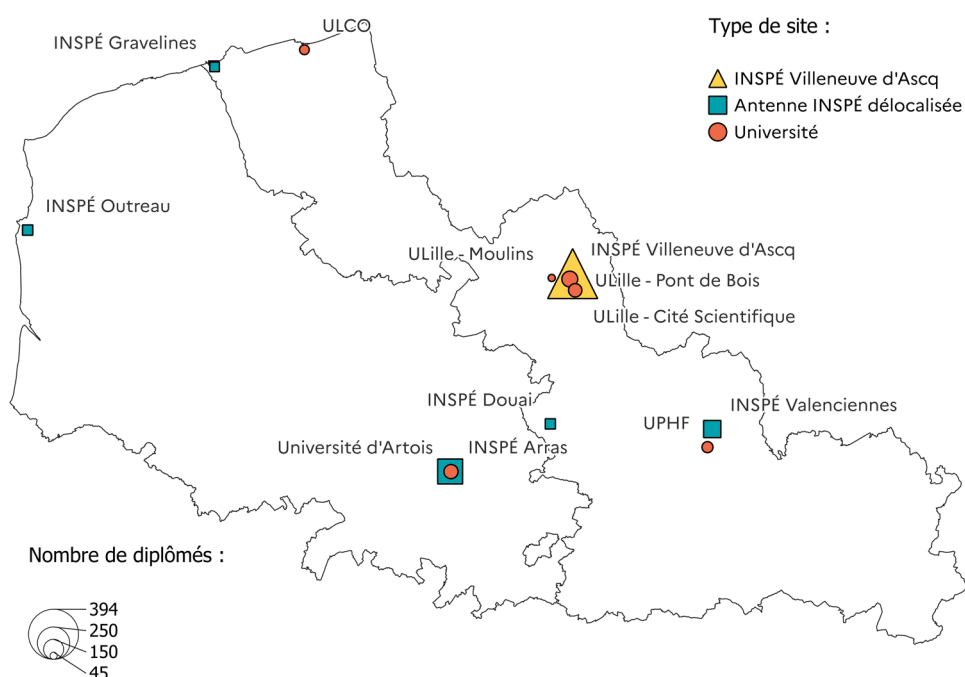 ULCO
Type de site :
INSPÉ Gravelines
INSPÉ Villeneuve d'Ascq
Antenne INSPÉ délocalisée
Université
INSPÉ Outreau
ULille - Moulins
INSPÉ Villeneuve d'Ascq
ULille - Pont de Bois
ULille - Cité Scientifique
INSPÉ Douai
INSPÉ Valenciennes
UPHF
Université d'Artois
INSPÉ Arras
Nombre de diplômés :
394
250
150
45